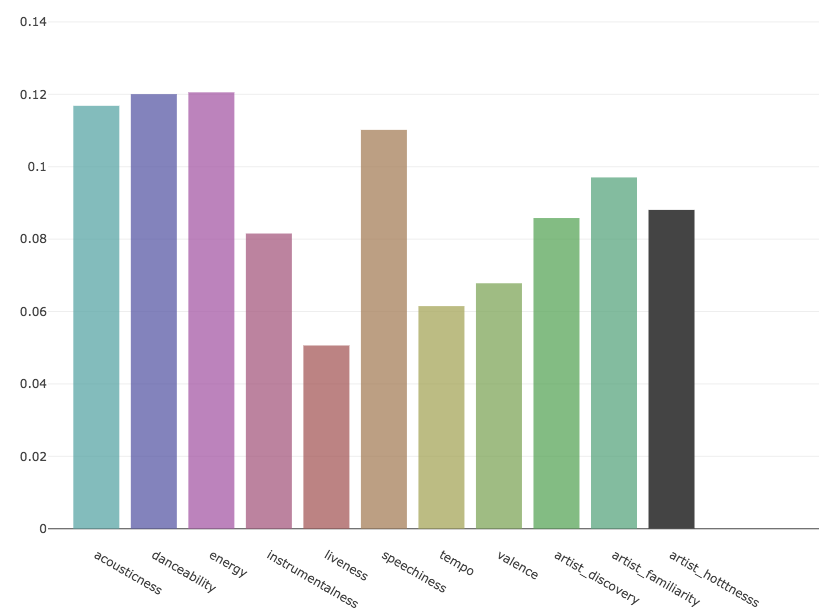 0.14
0.12
0.1
0.08
0.06
0.04
0.02
0
acousticness
danceability
energy
instrumentalness
liveness
speechiness
tempo
valence
artist_discovery
artist_familiarity
artist_hotttnesss